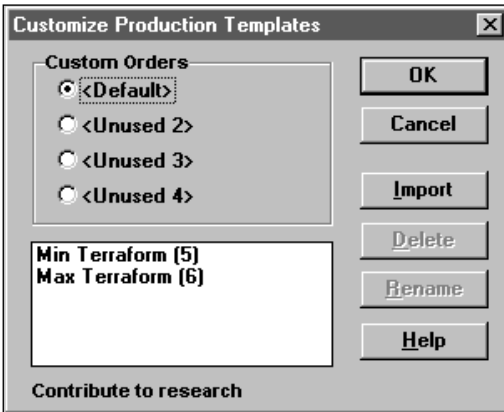 Customize Production Templates
Custom Orders
<Default>
<Unused 2>
<Unused 3>
<Unused 4>
OK
Cancel
Import
Delete
Rename
Help
Min Terraform (5)
Max Terraform (6)
Contribute to research